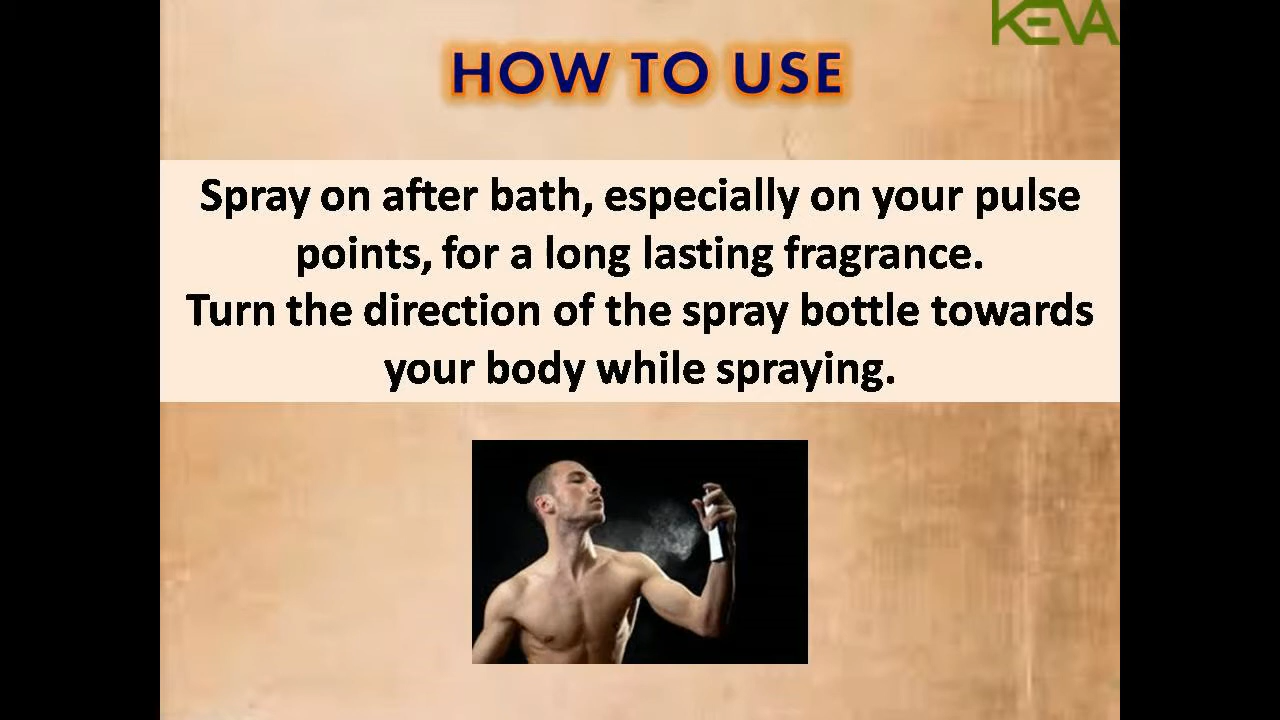 KEVA
HOW TO USE
Spray on after bath, especially on your pulse
points, for a long lasting fragrance.
Turn the direction of the spray bottle towards
your body while spraying.